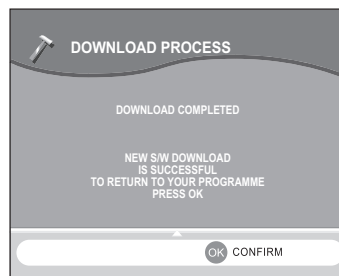 DOWNLOAD PROCESS
DOWNLOAD COMPLETED
NEW S/W DOWNLOAD
IS SUCCESSFUL
TO RETURN TO YOUR PROGRAMME
PRESS OK
OK CONFIRM